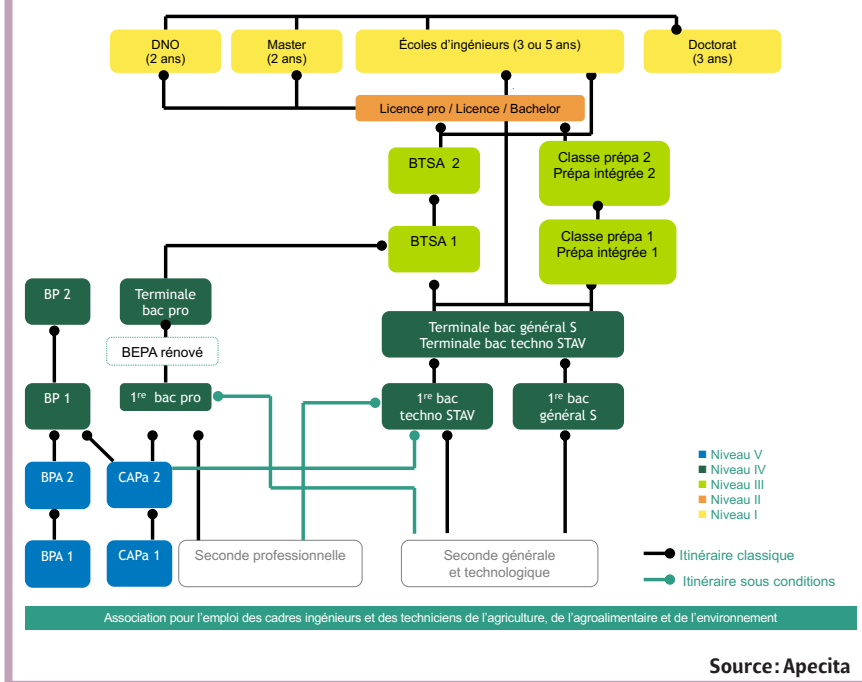 DNO
(2 ans)
Master
(2 ans)
Écoles d'ingénieurs (3 ou 5 ans)
Doctorat
(3 ans)
Licence pro / Licence / Bachelor
BTSA 2
Classe prépa 2
Prépa intégrée 2
BTSA 1
Classe prépa 1
Prépa intégrée 1
BP 2
Terminale
bac pro
Terminale bac général S
Terminale bac techno STAV
BEPA rénové
BP 1
1re bac pro
1re bac
techno STAV
1re bac
général S
BPA 2
CAPa 2
BPA 1
CAPa 1
Seconde professionnelle
Seconde générale
et technologique
Niveau V
Niveau IV
Niveau III
Niveau II
Niveau I
Itinéraire classique
Itinéraire sous conditions
Association pour l'emploi des cadres ingénieurs et des techniciens de l'agriculture, de l'agroalimentaire et de l'environnement
Source: Apecita